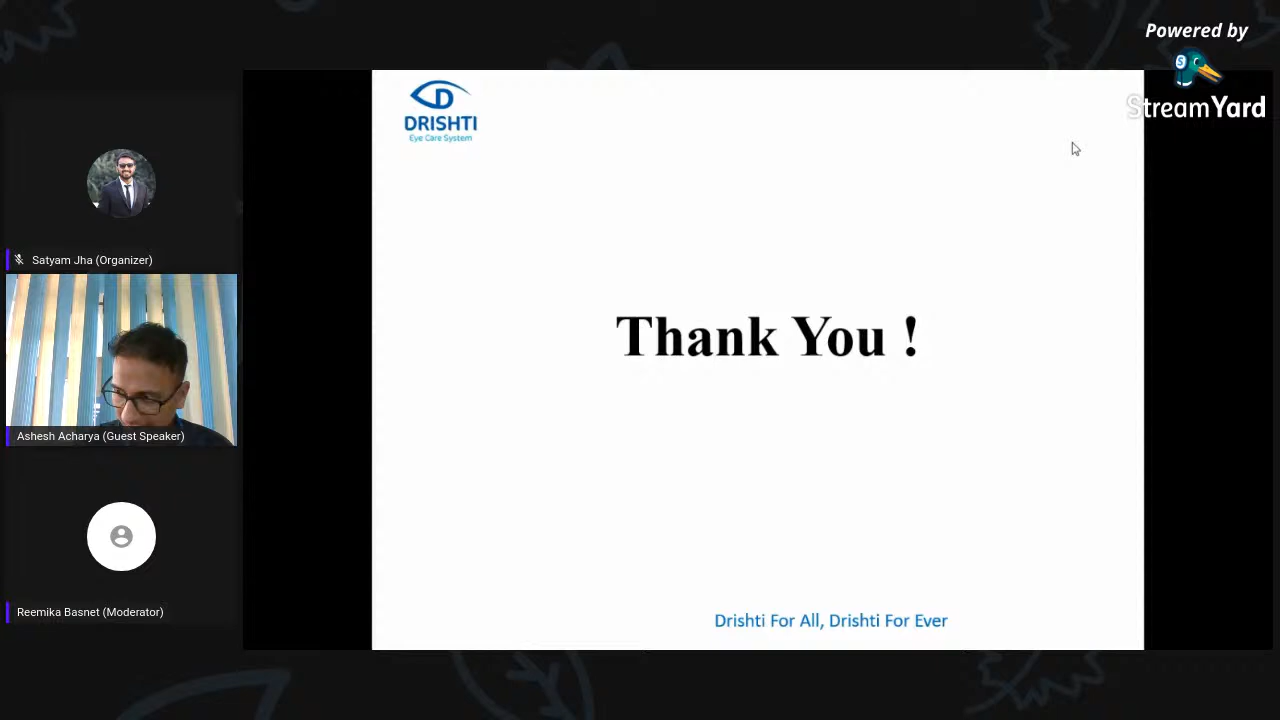 Powered by
StreamYard
DRISHTI
Eye Care System
Satyam Jha (Organizer)
Thank You !
Ashesh Acharya (Guest Speaker)
Reemika Basnet (Moderator)
Drishti For All, Drishti For Ever